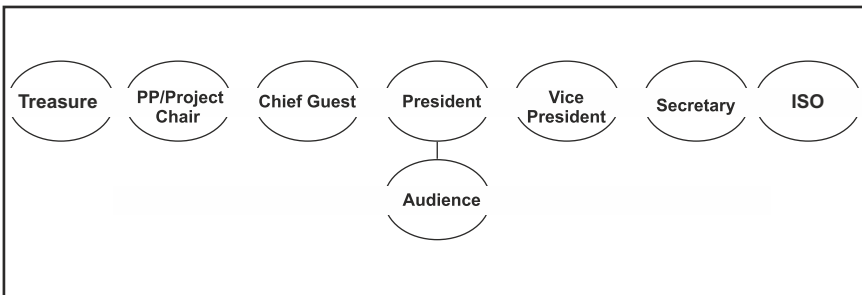 Treasure
PP/Project
Chair
Chief Guest
President
Vice
President
Secretary
ISO
Audience